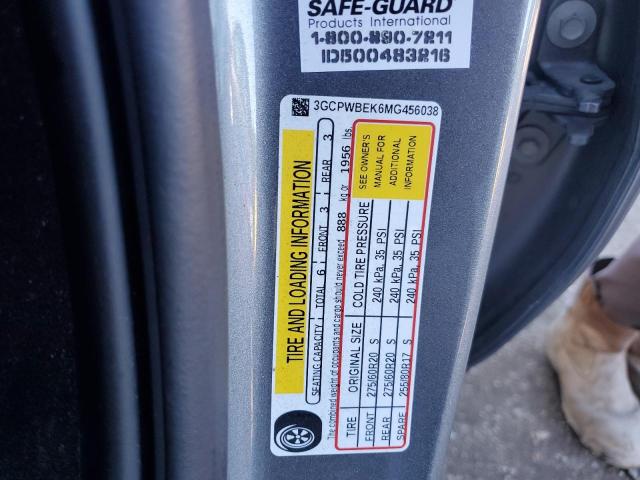 SAFE-GUARD
Products International
1-800-890-7811
ID1500483816
3GCPWBEK6MG456038
TIRE AND LOADING INFORMATION
SEATING CAPACITY TOTAL 6 FRONT 3 REAR 3
The combined weight of occupants and cargo should never exceed 888 kg or 1956 lbs
TIRE ORIGINAL SIZE COLD TIRE PRESSURE
FRONT 275/60R20 S 240 kPa, 35 PSI
REAR 275/60R20 S 240 kPa, 35 PSI
SPARE 255/80R17 S 240 kPa, 35 PSI
SEE OWNER'S
MANUAL FOR
ADDITIONAL
INFORMATION